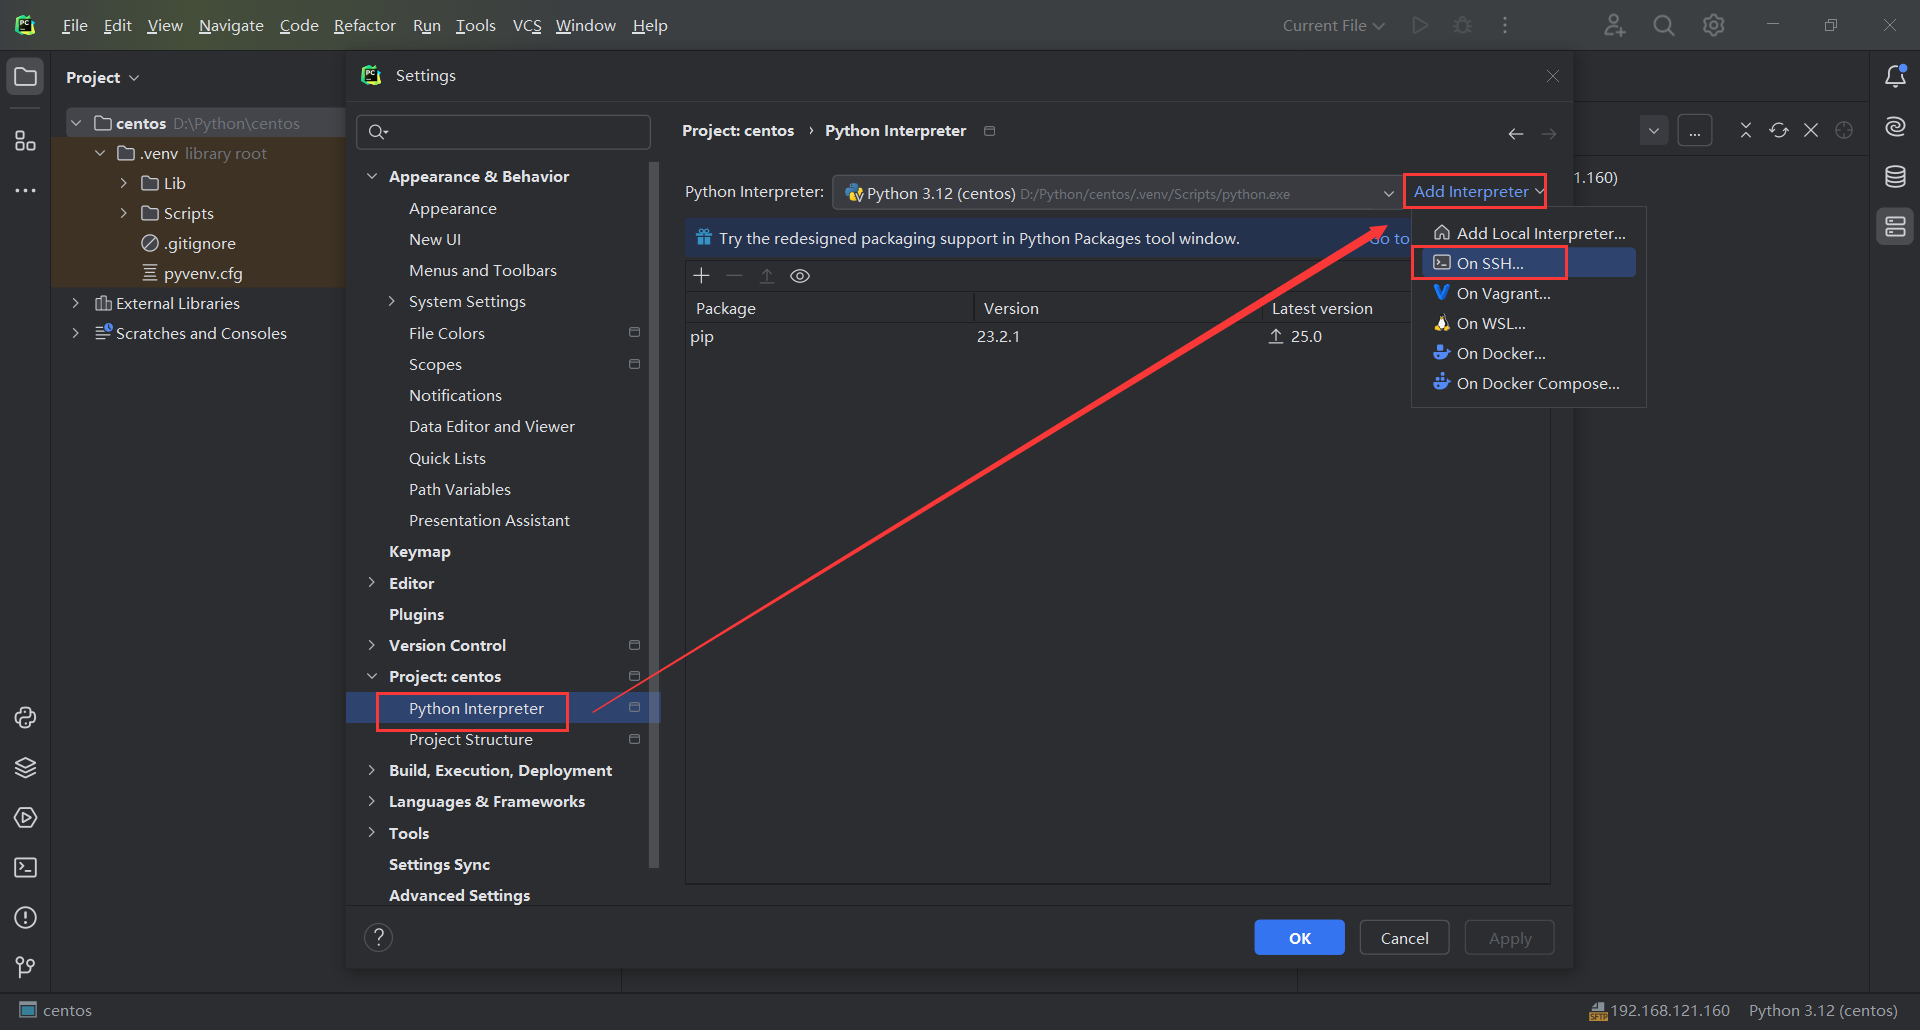 File Edit View Navigate Code Refactor Run Tools VCS Window Help
Current File
Project
centos D:\Python\centos
.venv library root
Lib
Scripts
.gitignore
pyvenv.cfg
External Libraries
Scratches and Consoles
Settings
Appearance & Behavior
Appearance
New UI
Menus and Toolbars
System Settings
File Colors
Scopes
Notifications
Data Editor and Viewer
Quick Lists
Path Variables
Presentation Assistant
Keymap
Editor
Plugins
Version Control
Project: centos
Python Interpreter
Project Structure
Build, Execution, Deployment
Languages & Frameworks
Tools
Settings Sync
Advanced Settings
Project: centos › Python Interpreter
Python Interpreter: Python 3.12 (centos) D:/Python/centos/.venv/Scripts/python.exe
Add Interpreter
1.160)
...
Try the redesigned packaging support in Python Packages tool window.
Go to
Package Version Latest version
pip 23.2.1 25.0
Add Local Interpreter...
On SSH...
On Vagrant...
On WSL...
On Docker...
On Docker Compose...
?
OK Cancel Apply
centos
SFTP 192.168.121.160 Python 3.12 (centos)